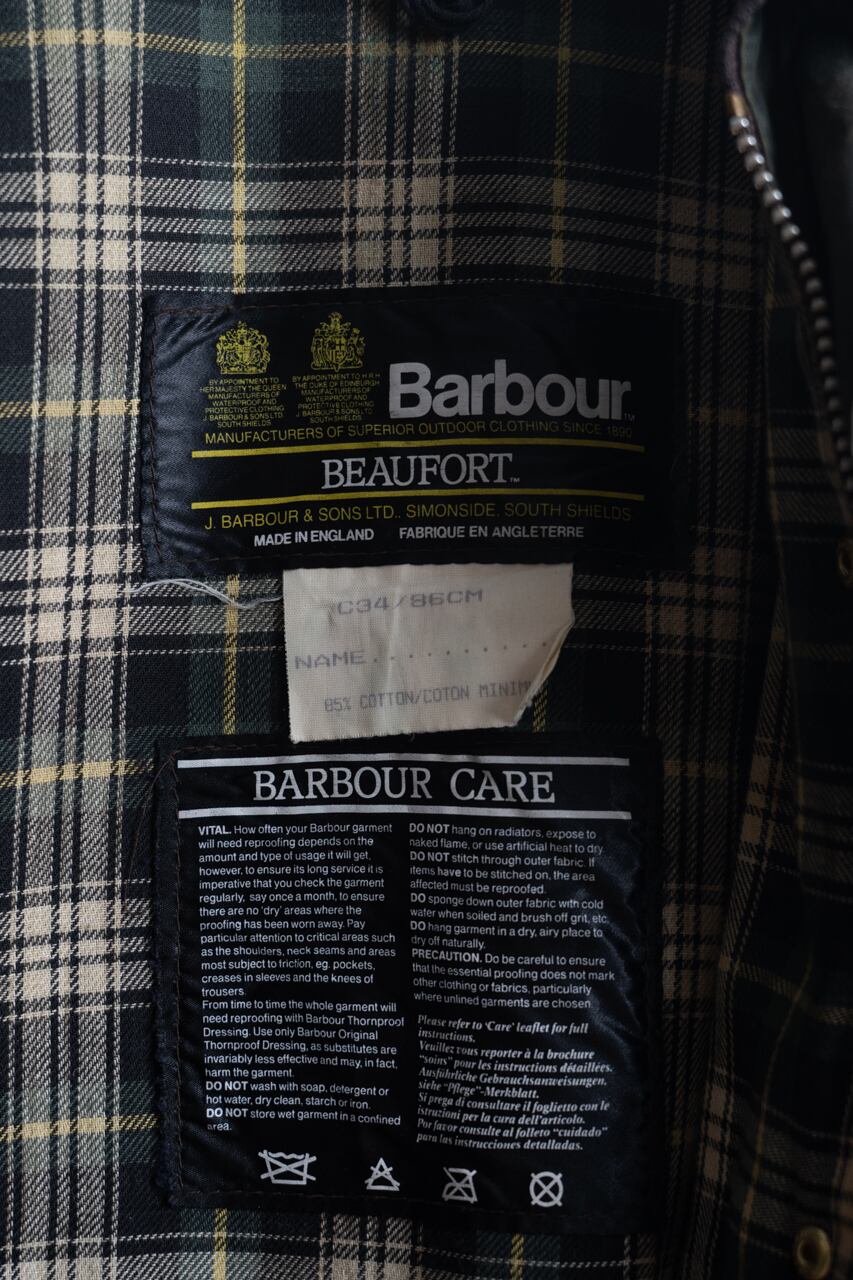 BY APPOINTMENT TO
HER MAJESTY THE QUEEN
MANUFACTURERS OF
WATERPROOF AND
PROTECTIVE CLOTHING
J. BARBOUR & SONS LTD
SOUTH SHIELDS
BY APPOINTMENT TO H.R.H
THE DUKE OF EDINBURGH
MANUFACTURERS OF
WATERPROOF AND
PROTECTIVE CLOTHING
J. BARBOUR & SONS LTD
SOUTH SHIELDS
Barbour™
MANUFACTURERS OF SUPERIOR OUTDOOR CLOTHING SINCE 1890
BEAUFORT™
J. BARBOUR & SONS LTD., SIMONSIDE, SOUTH SHIELDS
MADE IN ENGLAND FABRIQUE EN ANGLETERRE
C34/86CM
NAME...........
85% COTTON/COTON MINIM
BARBOUR CARE
VITAL. How often your Barbour garment
will need reproofing depends on the
amount and type of usage it will get,
however, to ensure its long service it is
imperative that you check the garment
regularly, say once a month, to ensure
there are no 'dry' areas where the
proofing has been worn away. Pay
particular attention to critical areas such
as the shoulders, neck seams and areas
most subject to friction, eg. pockets,
creases in sleeves and the knees of
trousers.
From time to time the whole garment will
need reproofing with Barbour Thornproof
Dressing. Use only Barbour Original
Thornproof Dressing, as substitutes are
invariably less effective and may, in fact,
harm the garment.
DO NOT wash with soap, detergent or
hot water, dry clean, starch or iron.
DO NOT store wet garment in a confined
area.
DO NOT hang on radiators, expose to
naked flame, or use artificial heat to dry.
DO NOT stitch through outer fabric. If
items have to be stitched on, the area
affected must be reproofed.
DO sponge down outer fabric with cold
water when soiled and brush off grit, etc.
DO hang garment in a dry, airy place to
dry off naturally.
PRECAUTION. Do be careful to ensure
that the essential proofing does not mark
other clothing or fabrics, particularly
where unlined garments are chosen.
Please refer to 'Care' leaflet for full
instructions.
Veuillez vous reporter à la brochure
"soins" pour les instructions détaillées.
Ausführliche Gebrauchsanweisungen,
siehe "Pflege"-Merkblatt.
Si prega di consultare il foglietto con le
istruzioni per la cura dell'articolo.
Por favor consulte al folleto "cuidado"
para las instrucciones detalladas.